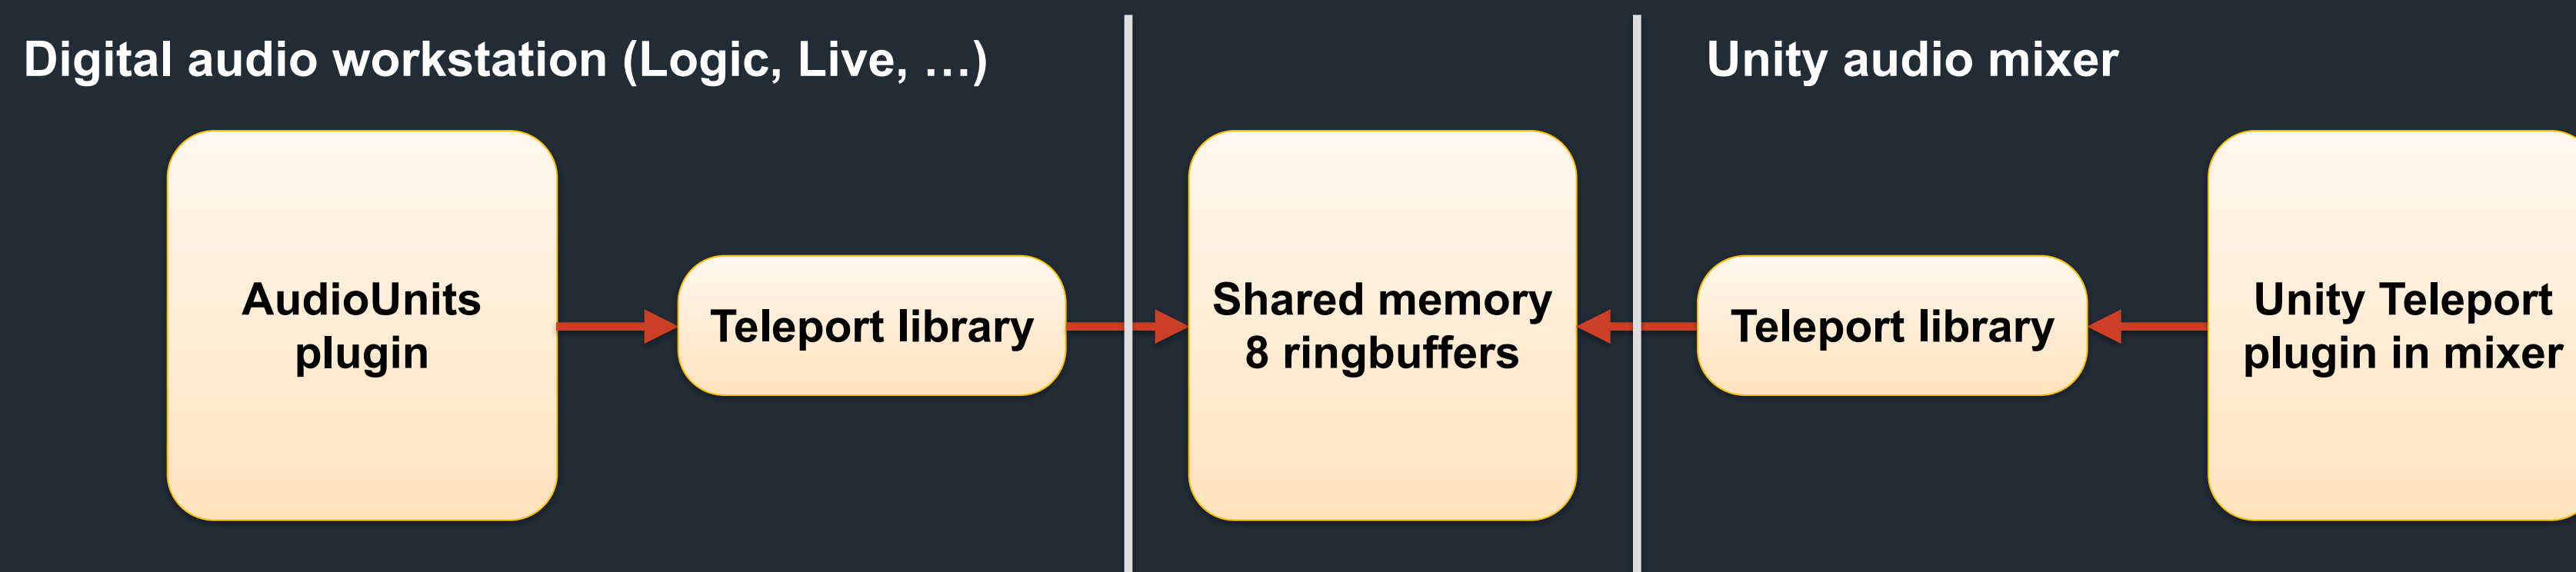 Digital audio workstation (Logic, Live, …)
Unity audio mixer
AudioUnits
plugin
Teleport library
Shared memory
8 ringbuffers
Teleport library
Unity Teleport
plugin in mixer